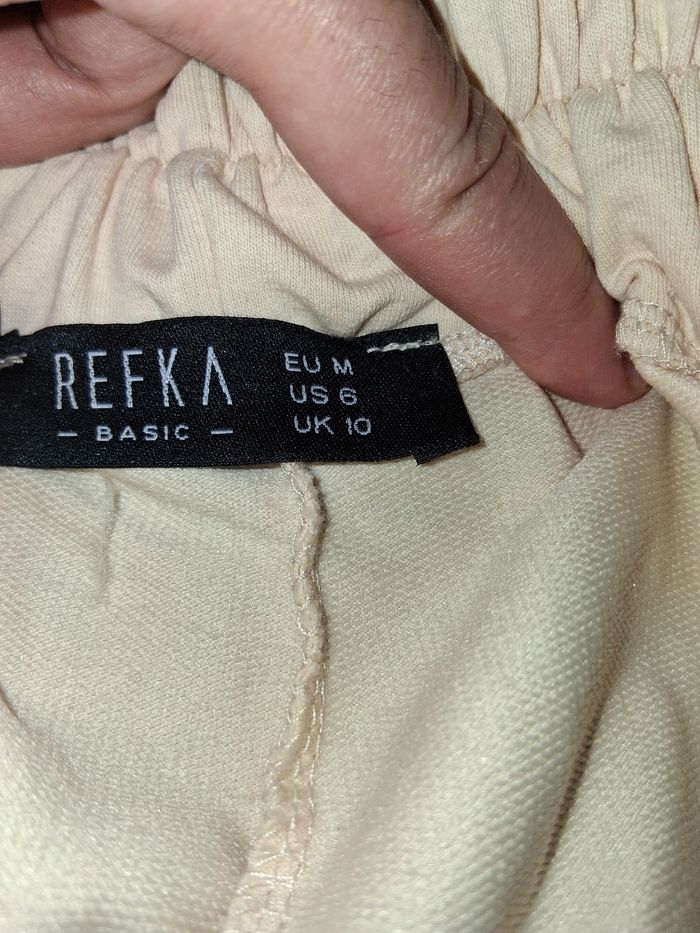 REFKA
— BASIC —
EU M
US 6
UK 10